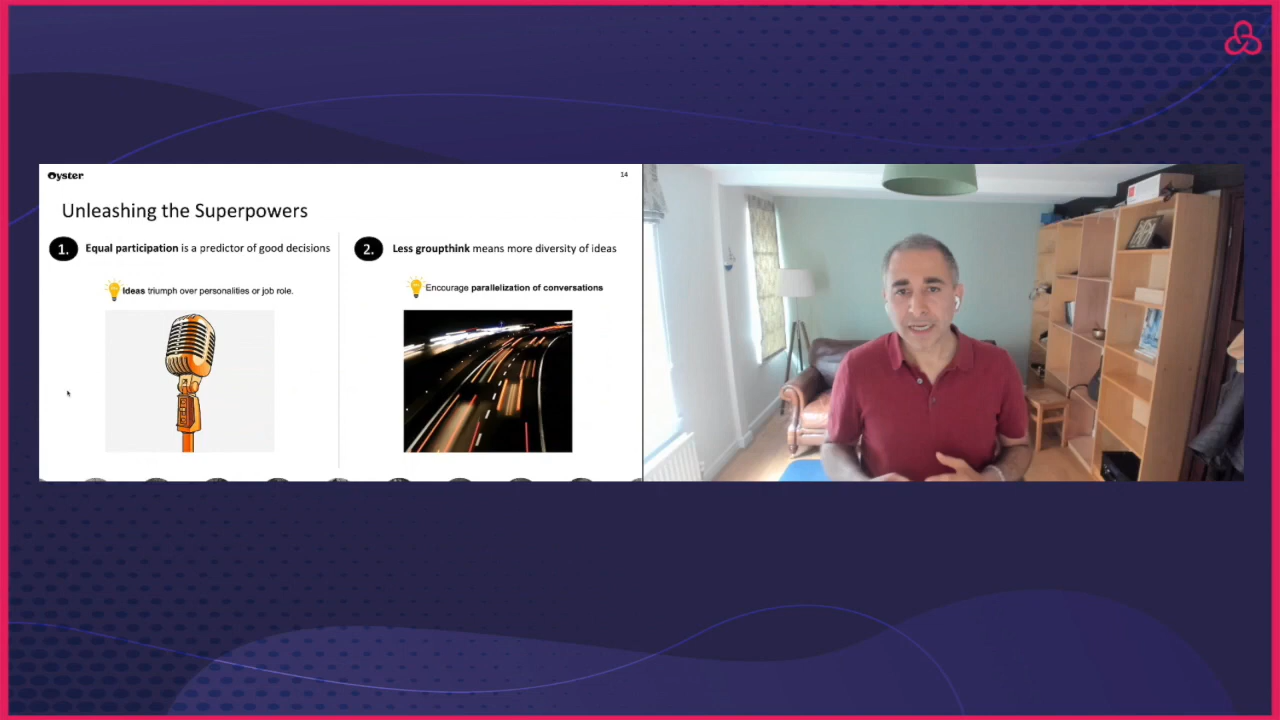 Oyster
14
Unleashing the Superpowers
1. Equal participation is a predictor of good decisions
Ideas triumph over personalities or job role.
2. Less groupthink means more diversity of ideas
Encourage parallelization of conversations